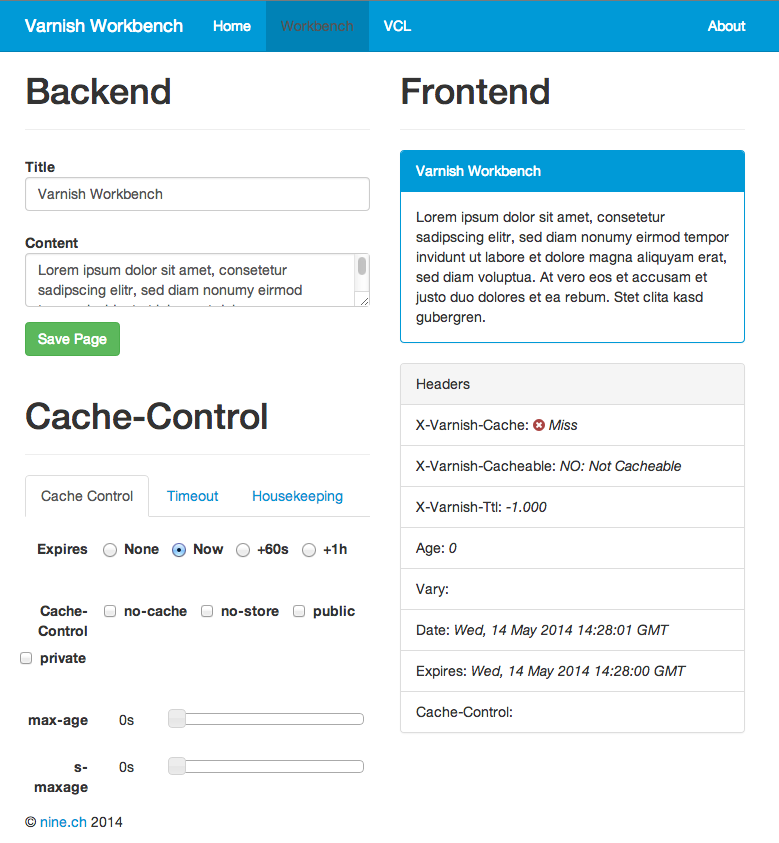 Varnish Workbench Home Workbench VCL About
Backend
Title
Varnish Workbench
Content
Lorem ipsum dolor sit amet, consetetur
sadipscing elitr, sed diam nonumy eirmod
Save Page
Cache-Control
Cache Control Timeout Housekeeping
Expires None Now +60s +1h
Cache-
Control no-cache no-store public
private
max-age 0s
s-
maxage 0s
© nine.ch 2014
Frontend
Varnish Workbench
Lorem ipsum dolor sit amet, consetetur
sadipscing elitr, sed diam nonumy eirmod tempor
invidunt ut labore et dolore magna aliquyam erat,
sed diam voluptua. At vero eos et accusam et
justo duo dolores et ea rebum. Stet clita kasd
gubergren.
Headers
X-Varnish-Cache: Miss
X-Varnish-Cacheable: NO: Not Cacheable
X-Varnish-Ttl: -1.000
Age: 0
Vary:
Date: Wed, 14 May 2014 14:28:01 GMT
Expires: Wed, 14 May 2014 14:28:00 GMT
Cache-Control: